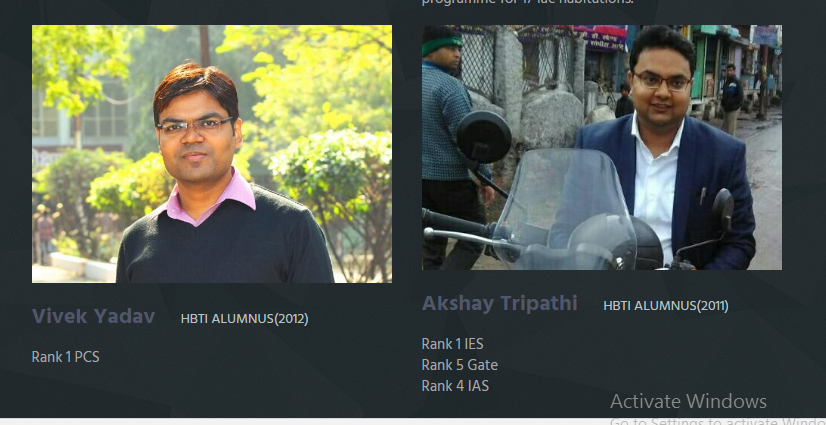 programme for 17 lac habitations.
Vivek Yadav HBTI ALUMNUS(2012)
Rank 1 PCS
Akshay Tripathi HBTI ALUMNUS(2011)
Rank 1 IES
Rank 5 Gate
Rank 4 IAS
Activate Windows
Go to Settings to activate Windo